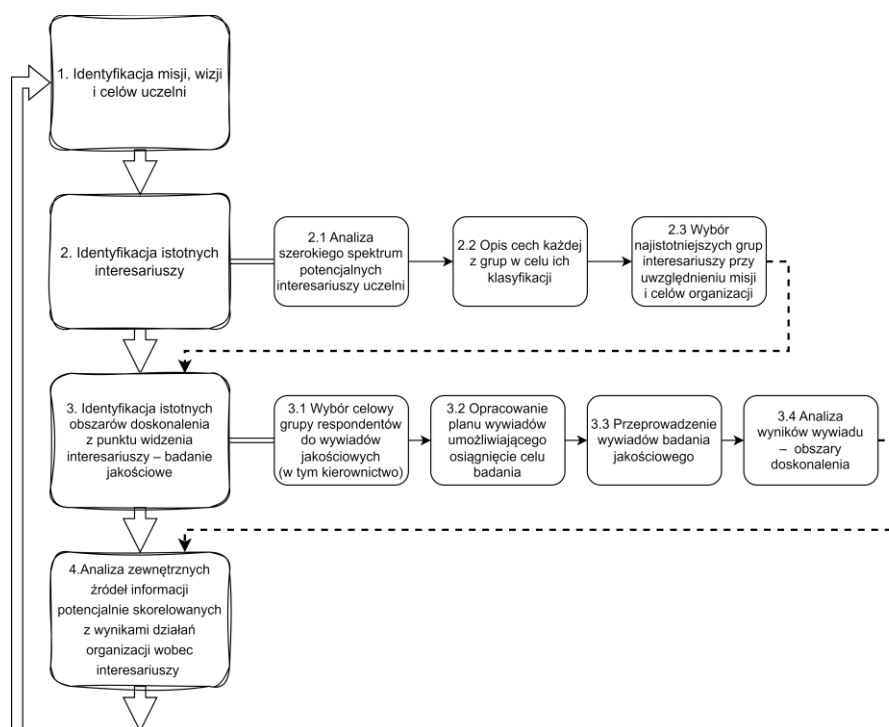 1. Identyfikacja misji, wizji
i celów uczelni
2. Identyfikacja istotnych
interesariuszy
2.1 Analiza
szerokiego spektrum
potencjalnych
interesariuszy uczelni
2.2 Opis cech każdej
z grup w celu ich
klasyfikacji
2.3 Wybór
najistotniejszych grup
interesariuszy przy
uwzględnieniu misji
i celów organizacji
3. Identyfikacja istotnych
obszarów doskonalenia
z punktu widzenia
interesariuszy – badanie
jakościowe
3.1 Wybór celowy
grupy respondentów
do wywiadów
jakościowych
(w tym kierownictwo)
3.2 Opracowanie
planu wywiadów
umożliwiającego
osiągnięcie celu
badania
3.3 Przeprowadzenie
wywiadów badania
jakościowego
3.4 Analiza
wyników wywiadu
– obszary
doskonalenia
4.Analiza zewnętrznych
źródeł informacji
potencjalnie skorelowanych
z wynikami działań
organizacji wobec
interesariuszy